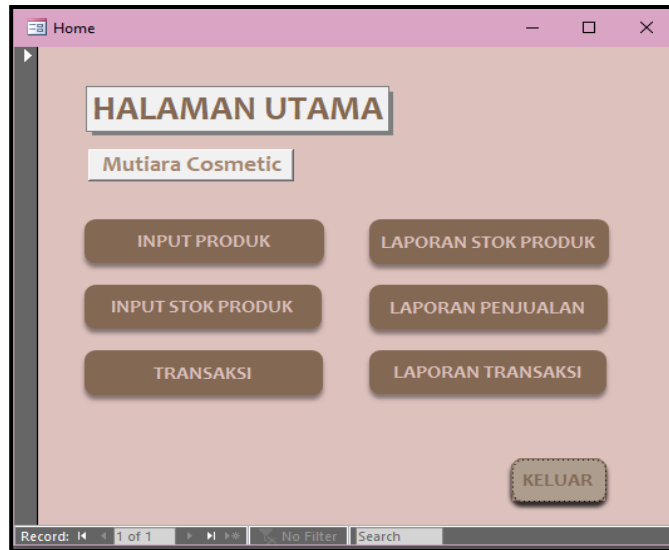 Home
HALAMAN UTAMA
Mutiara Cosmetic
INPUT PRODUK
LAPORAN STOK PRODUK
INPUT STOK PRODUK
LAPORAN PENJUALAN
TRANSAKSI
LAPORAN TRANSAKSI
KELUAR
Record: 1 of 1 No Filter Search